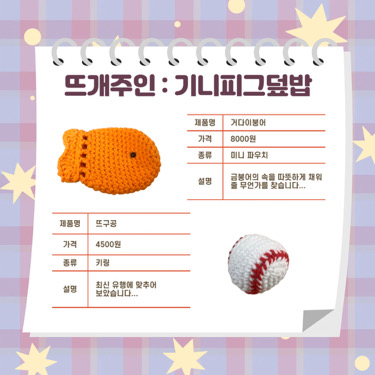 뜨개주인 : 기니피그덮밥
제품명 거다이붕어
가격 8000원
종류 미니 파우치
설명 금붕어의 속을 따뜻하게 채워
줄 무언가를 찾습니다...
제품명 뜨구공
가격 4500원
종류 키링
설명 최신 유행에 맞추어
보았습니다...